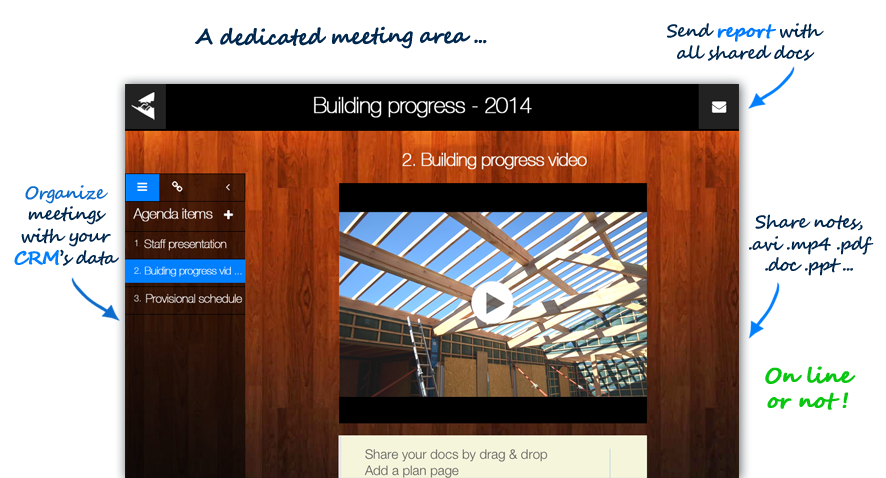 A dedicated meeting area ...
Send report with
all shared docs
Building progress - 2014
2. Building progress video
Organize
meetings
with your
CRM's data
Agenda items
1 Staff presentation
2. Buiding progress vid ...
3. Provisional schedule
Share notes,
.avi .mp4 .pdf
.doc .ppt ...
On line
or not !
Share your docs by drag & drop
Add a plan page